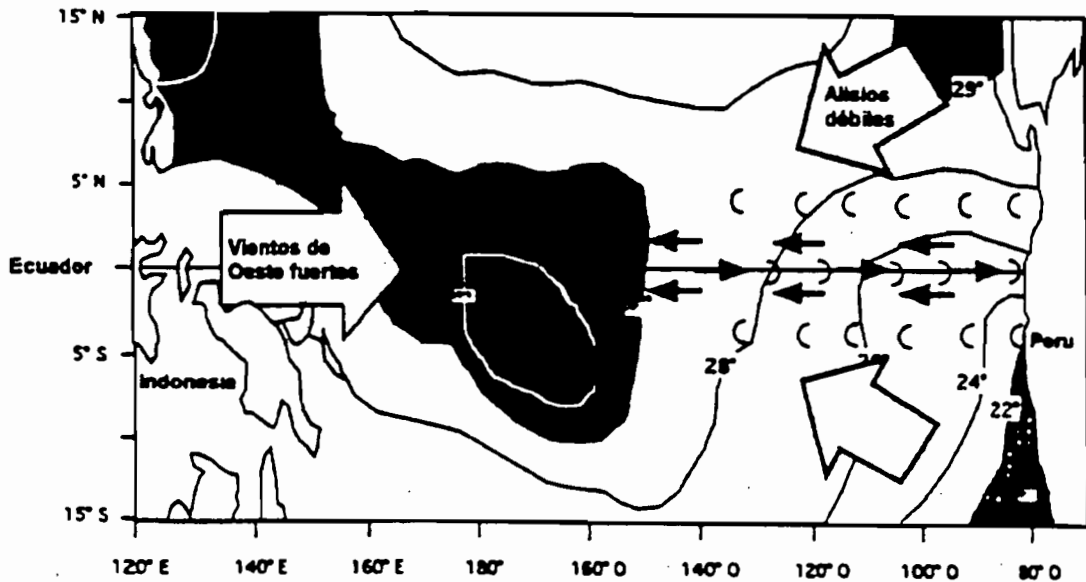 15° N
Alisios
débiles
29°
5° N
Vientos de
Oeste fuertes
Ecuador
5° S
Peru
28°
Indonesia
24°
22°
15° S
120° E
140° E
160° E
180°
160° O
140° O
120° O
100° O
80° O